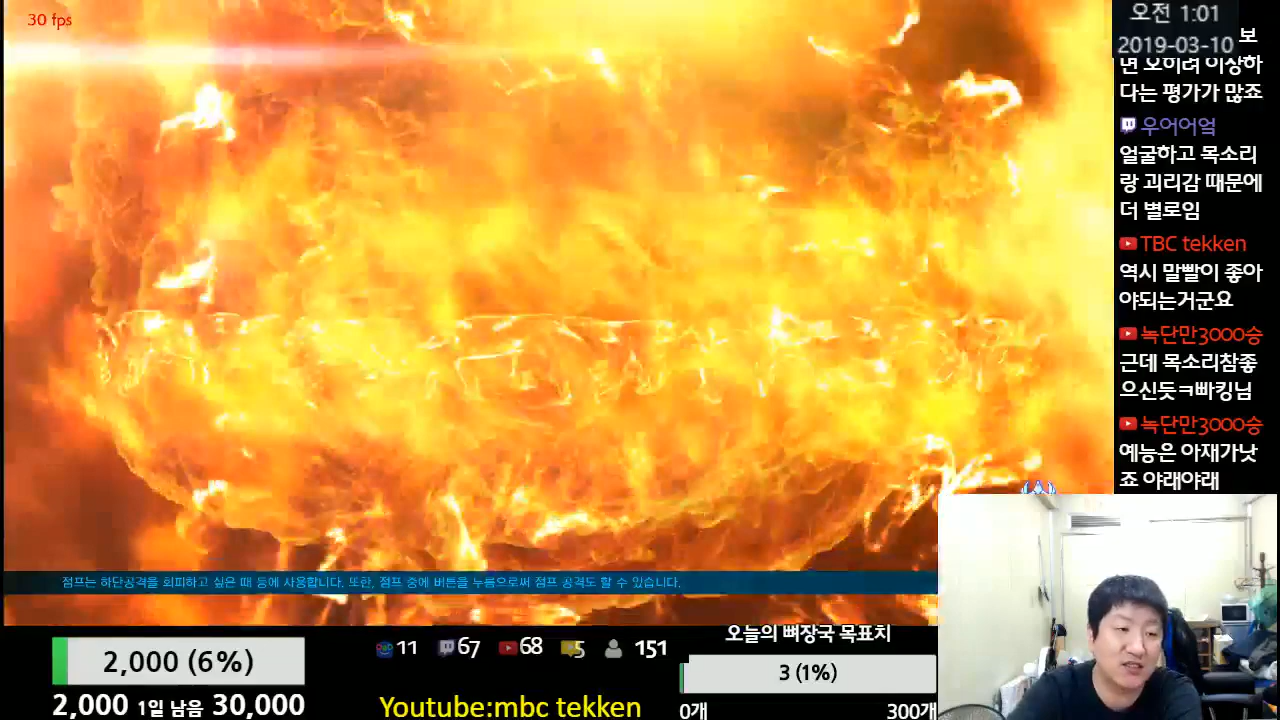 30 fps
오전 1:01
2019-03-10
보
면 오히려 이상하
다는 평가가 많죠
우어어엌
얼굴하고 목소리
랑 괴리감 때문에
더 별로임
TBC tekken
역시 말빨이 좋아
야되는거군요
녹단만3000승
근데 목소리참좋
으신듯ㅋ빠킹님
녹단만3000승
예능은 아재가낫
죠 야래야래
점프는 하단공격을 회피하고 싶은 때 등에 사용합니다. 또한, 점프 중에 버튼을 누름으로써 점프 공격도 할 수 있습니다.
2,000 (6%)
2,000 1일 남음 30,000
11 67 68 5 151
Youtube:mbc tekken
오늘의 뼈장국 목표치
3 (1%)
0개 300개